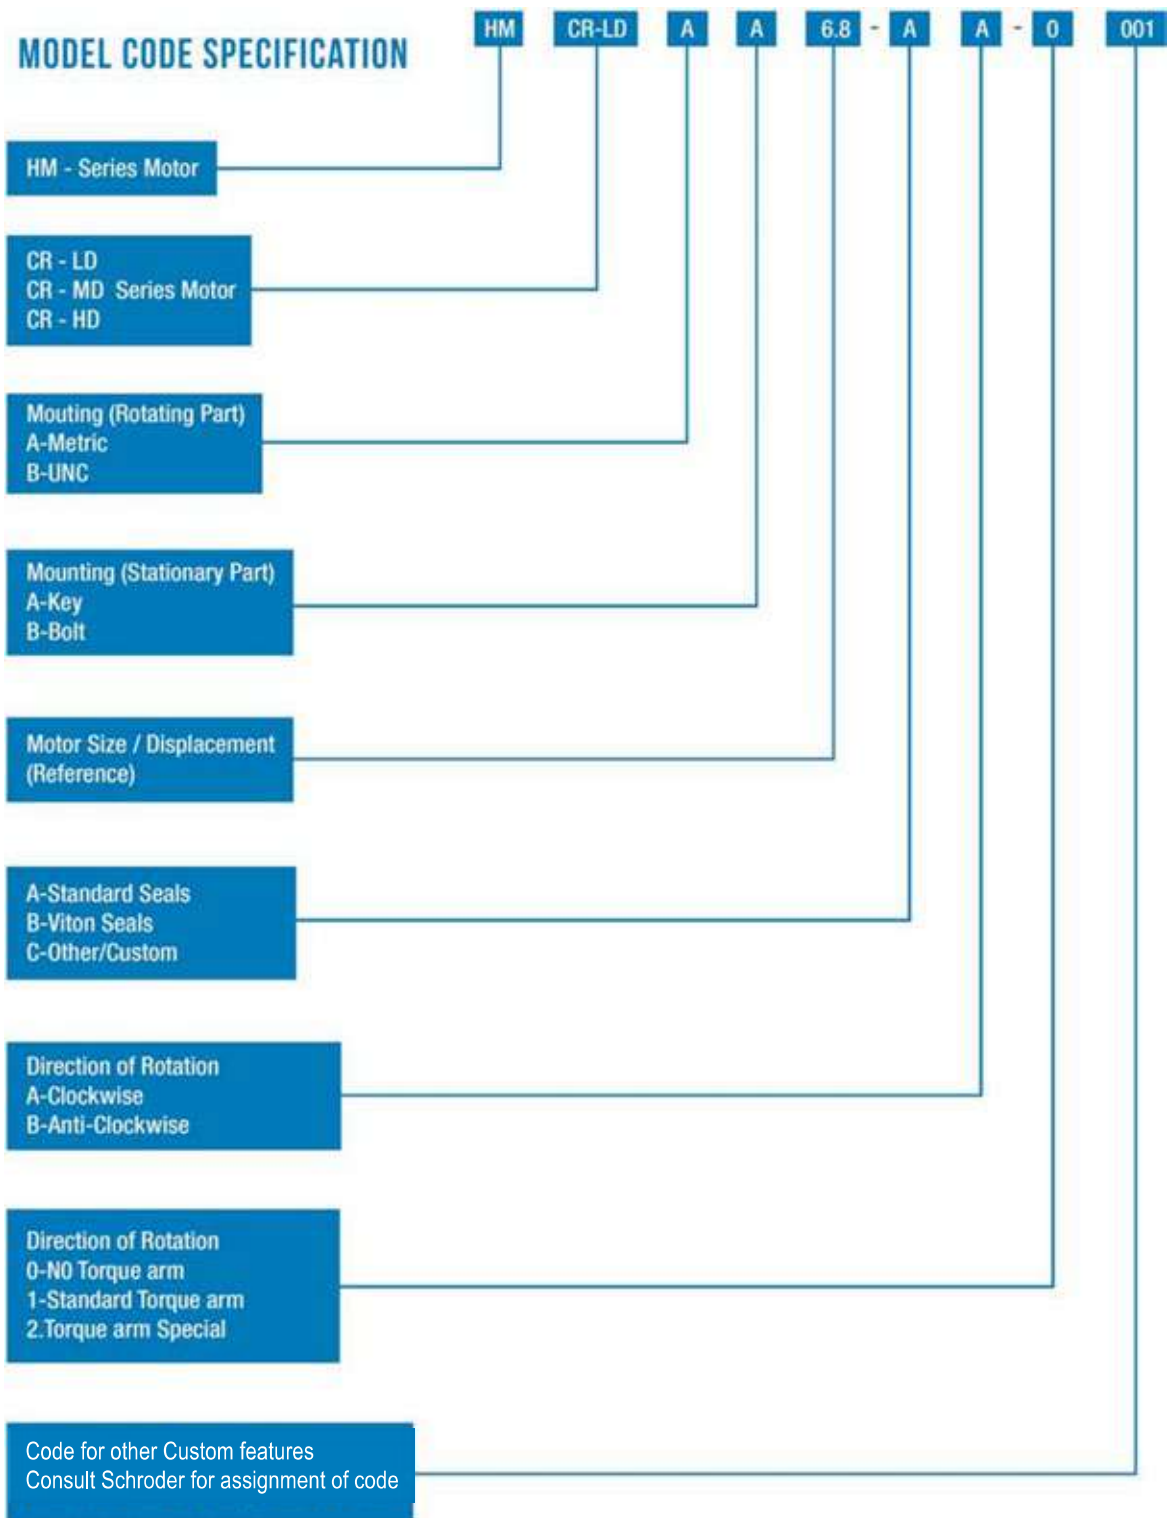 MODEL CODE SPECIFICATION
HM CR-LD A A 6.8 - A A - 0 001
HM - Series Motor
CR - LD
CR - MD Series Motor
CR - HD
Mouting (Rotating Part)
A-Metric
B-UNC
Mounting (Stationary Part)
A-Key
B-Bolt
Motor Size / Displacement
(Reference)
A-Standard Seals
B-Viton Seals
C-Other/Custom
Direction of Rotation
A-Clockwise
B-Anti-Clockwise
Direction of Rotation
0-N0 Torque arm
1-Standard Torque arm
2.Torque arm Special
Code for other Custom features
Consult Schroder for assignment of code